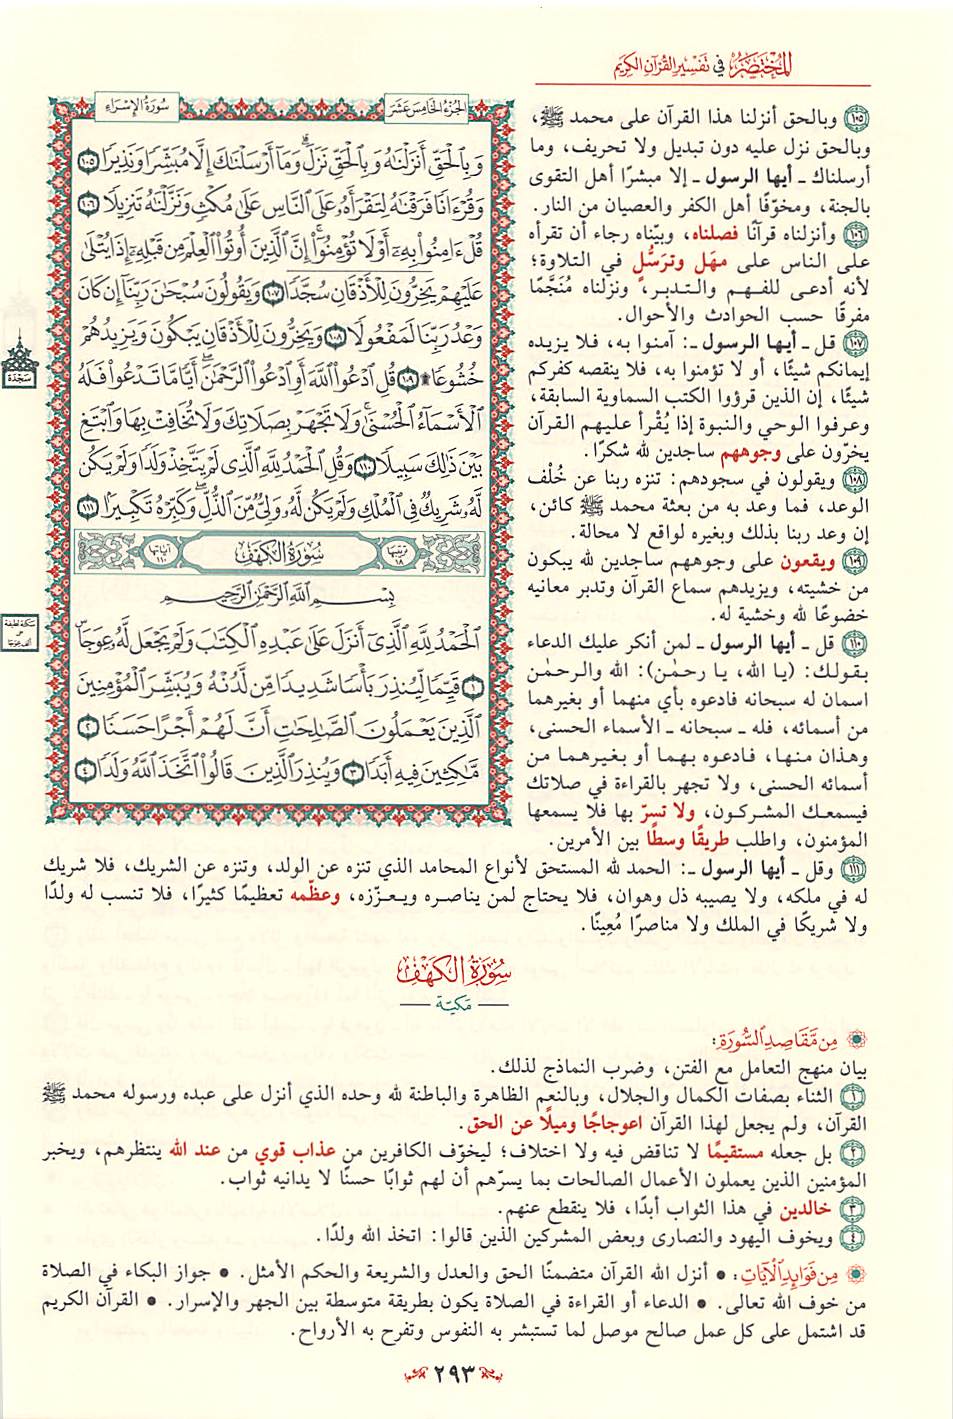 المختصر في تفسير القرآن الكريم
الجزء الخامس عشر
سورة الإسراء
وَبِٱلْحَقِّ أَنزَلْنَٰهُ وَبِٱلْحَقِّ نَزَلَۗ وَمَآ أَرْسَلْنَٰكَ إِلَّا مُبَشِّرًا وَنَذِيرًا ١٠٥
وَقُرْءَانًا فَرَقْنَٰهُ لِتَقْرَأَهُۥ عَلَى ٱلنَّاسِ عَلَىٰ مُكْثٍ وَنَزَّلْنَٰهُ تَنزِيلًا ١٠٦
قُلْ ءَامِنُوا۟ بِهِۦٓ أَوْ لَا تُؤْمِنُوٓا۟ۚ إِنَّ ٱلَّذِينَ أُوتُوا۟ ٱلْعِلْمَ مِن قَبْلِهِۦٓ إِذَا يُتْلَىٰ
عَلَيْهِمْ يَخِرُّونَ لِلْأَذْقَانِ سُجَّدًا ١٠٧ وَيَقُولُونَ سُبْحَٰنَ رَبِّنَآ إِن كَانَ
وَعْدُ رَبِّنَا لَمَفْعُولًا ١٠٨ وَيَخِرُّونَ لِلْأَذْقَانِ يَبْكُونَ وَيَزِيدُهُمْ
خُشُوعًا ۩ ١٠٩ قُلِ ٱدْعُوا۟ ٱللَّهَ أَوِ ٱدْعُوا۟ ٱلرَّحْمَٰنَۖ أَيًّا مَّا تَدْعُوا۟ فَلَهُ
ٱلْأَسْمَآءُ ٱلْحُسْنَىٰۚ وَلَا تَجْهَرْ بِصَلَاتِكَ وَلَا تُخَافِتْ بِهَا وَٱبْتَغِ
بَيْنَ ذَٰلِكَ سَبِيلًا ١١٠ وَقُلِ ٱلْحَمْدُ لِلَّهِ ٱلَّذِى لَمْ يَتَّخِذْ وَلَدًا وَلَمْ يَكُن
لَّهُۥ شَرِيكٌ فِى ٱلْمُلْكِ وَلَمْ يَكُن لَّهُۥ وَلِىٌّ مِّنَ ٱلذُّلِّۖ وَكَبِّرْهُ تَكْبِيرًۢا ١١١
ترتيبها ١٨ سورة الكهف آياتها ١١٠
بِسْمِ ٱللَّهِ ٱلرَّحْمَٰنِ ٱلرَّحِيمِ
ٱلْحَمْدُ لِلَّهِ ٱلَّذِىٓ أَنزَلَ عَلَىٰ عَبْدِهِ ٱلْكِتَٰبَ وَلَمْ يَجْعَل لَّهُۥ عِوَجَاۜ
١ قَيِّمًا لِّيُنذِرَ بَأْسًا شَدِيدًا مِّن لَّدُنْهُ وَيُبَشِّرَ ٱلْمُؤْمِنِينَ
ٱلَّذِينَ يَعْمَلُونَ ٱلصَّٰلِحَٰتِ أَنَّ لَهُمْ أَجْرًا حَسَنًا ٢
مَّٰكِثِينَ فِيهِ أَبَدًا ٣ وَيُنذِرَ ٱلَّذِينَ قَالُوا۟ ٱتَّخَذَ ٱللَّهُ وَلَدًا ٤
سجدة
سكتة لطيفة
على
ألف عوجا
١٠٥ وبالحق أنزلنا هذا القرآن على محمد ﷺ،
وبالحق نزل عليه دون تبديل ولا تحريف، وما
أرسلناك ـ أيها الرسول ـ إلا مبشرًا أهل التقوى
بالجنة، ومخوّفًا أهل الكفر والعصيان من النار.
١٠٦ وأنزلناه قرآنًا فصلناه، وبيّناه رجاء أن تقرأه
على الناس على مهَل وترَسُّل في التلاوة؛
لأنه أدعى للفهم والتدبر، ونزلناه مُنَجَّمًا
مفرقًا حسب الحوادث والأحوال.
١٠٧ قل ـ أيها الرسول ـ: آمنوا به، فلا يزيده
إيمانكم شيئًا، أو لا تؤمنوا به، فلا ينقصه كفركم
شيئًا، إن الذين قرؤوا الكتب السماوية السابقة،
وعرفوا الوحي والنبوة إذا يُقْرأ عليهم القرآن
يخرّون على وجوههم ساجدين لله شكرًا.
١٠٨ ويقولون في سجودهم: تنزه ربنا عن خُلْف
الوعد، فما وعد به من بعثة محمد ﷺ كائن،
إن وعد ربنا بذلك وبغيره لواقع لا محالة.
١٠٩ ويقعون على وجوههم ساجدين لله يبكون
من خشيته، ويزيدهم سماع القرآن وتدبر معانيه
خضوعًا لله وخشية له.
١١٠ قل ـ أيها الرسول ـ لمن أنكر عليك الدعاء
بقولك: (يا الله، يا رحمٰن): الله والرحمٰن
اسمان له سبحانه فادعوه بأي منهما أو بغيرهما
من أسمائه، فله ـ سبحانه ـ الأسماء الحسنى،
وهذان منها، فادعوه بهما أو بغيرهما من
أسمائه الحسنى، ولا تجهر بالقراءة في صلاتك
فيسمعك المشركون، ولا تسرّ بها فلا يسمعها
المؤمنون، واطلب طريقًا وسطًا بين الأمرين.
١١١ وقل ـ أيها الرسول ـ: الحمد لله المستحق لأنواع المحامد الذي تنزه عن الولد، وتنزه عن الشريك، فلا شريك
له في ملكه، ولا يصيبه ذل وهوان، فلا يحتاج لمن يناصره ويعزّزه، وعظّمه تعظيمًا كثيرًا، فلا تنسب له ولدًا
ولا شريكًا في الملك ولا مناصرًا مُعِينًا.
سورة الكهف
مكيّة
من مقاصد السورة:
بيان منهج التعامل مع الفتن، وضرب النماذج لذلك.
١ الثناء بصفات الكمال والجلال، وبالنعم الظاهرة والباطنة لله وحده الذي أنزل على عبده ورسوله محمد ﷺ
القرآن، ولم يجعل لهذا القرآن اعوجاجًا وميلًا عن الحق.
٢ بل جعله مستقيمًا لا تناقض فيه ولا اختلاف؛ ليخوّف الكافرين من عذاب قوي من عند الله ينتظرهم، ويخبر
المؤمنين الذين يعملون الأعمال الصالحات بما يسرّهم أن لهم ثوابًا حسنًا لا يدانيه ثواب.
٣ خالدين في هذا الثواب أبدًا، فلا ينقطع عنهم.
٤ ويخوف اليهود والنصارى وبعض المشركين الذين قالوا: اتخذ الله ولدًا.
من فوائد الآيات: • أنزل الله القرآن متضمنًا الحق والعدل والشريعة والحكم الأمثل. • جواز البكاء في الصلاة
من خوف الله تعالى. • الدعاء أو القراءة في الصلاة يكون بطريقة متوسطة بين الجهر والإسرار. • القرآن الكريم
قد اشتمل على كل عمل صالح موصل لما تستبشر به النفوس وتفرح به الأرواح.
٢٩٣